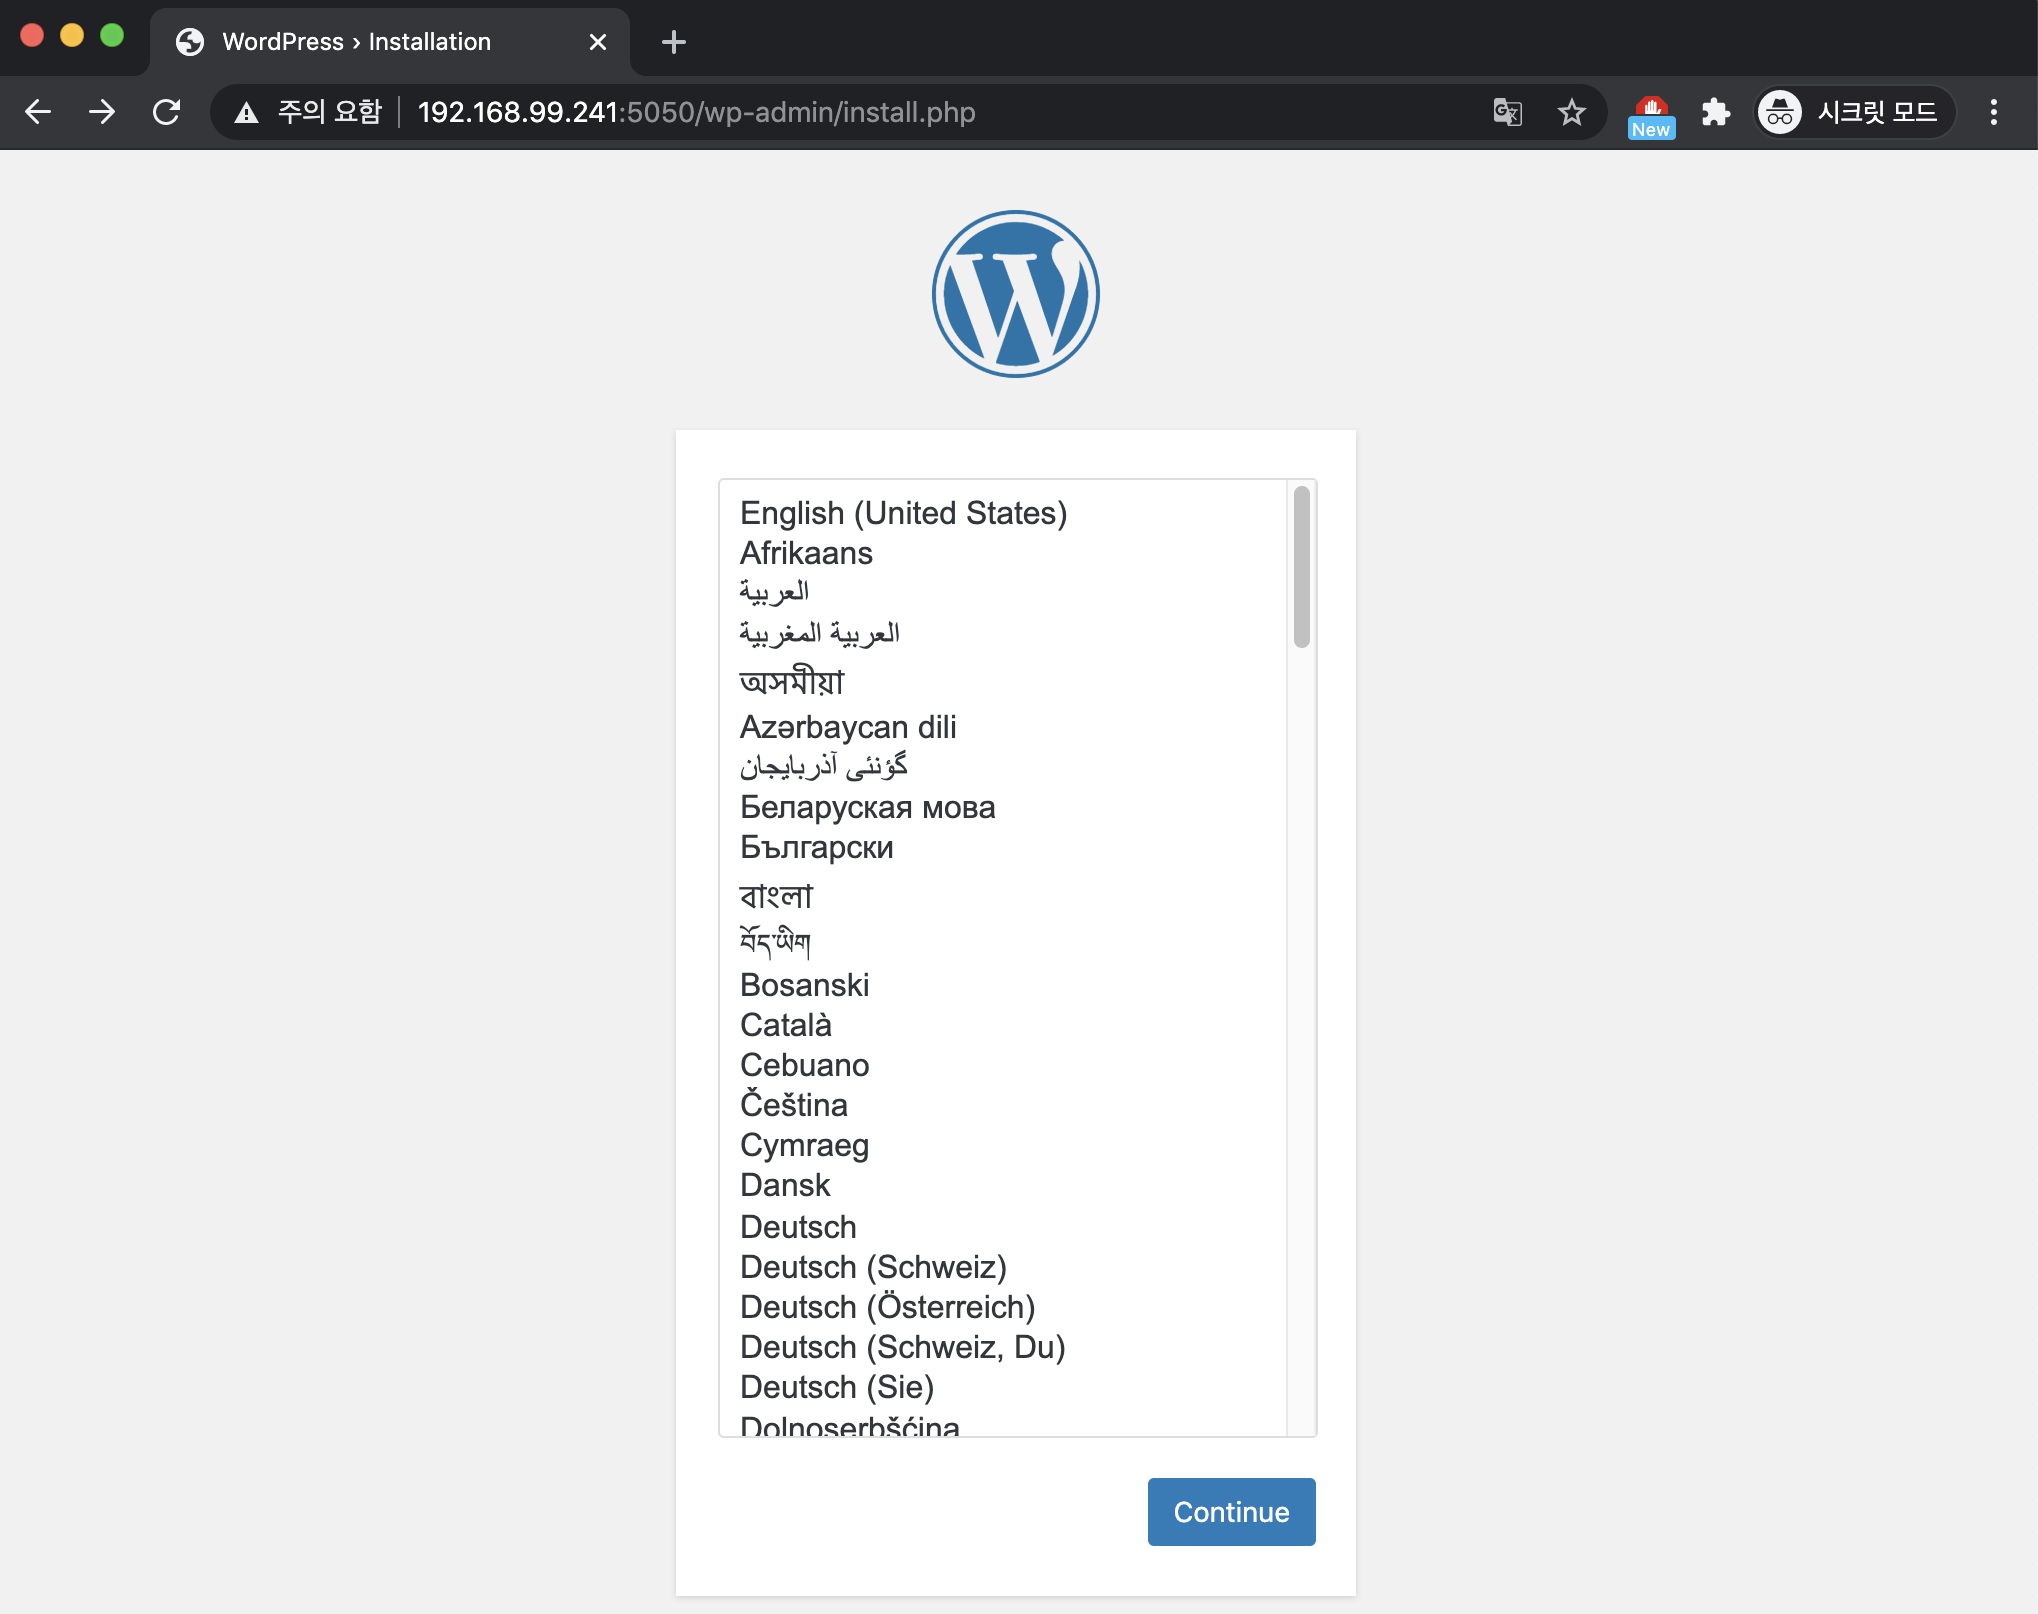 WordPress › Installation
주의 요함 192.168.99.241:5050/wp-admin/install.php
New
시크릿 모드
English (United States)
Afrikaans
العربية
العربية المغربية
অসমীয়া
Azərbaycan dili
گؤنئی آذربایجان
Беларуская мова
Български
বাংলা
བོད་ཡིག
Bosanski
Català
Cebuano
Čeština
Cymraeg
Dansk
Deutsch
Deutsch (Schweiz)
Deutsch (Österreich)
Deutsch (Schweiz, Du)
Deutsch (Sie)
Dolnoserbšćina
Continue